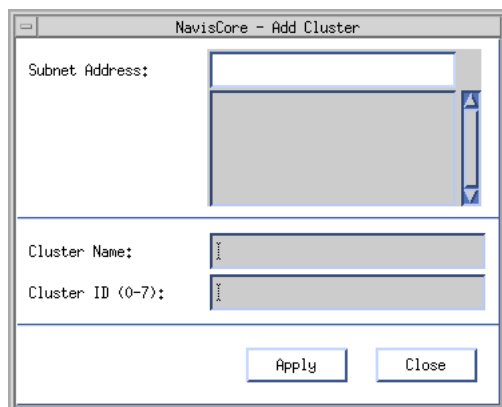 NavisCore - Add Cluster
Subnet Address:
Cluster Name:
Cluster ID (0-7):
Apply
Close